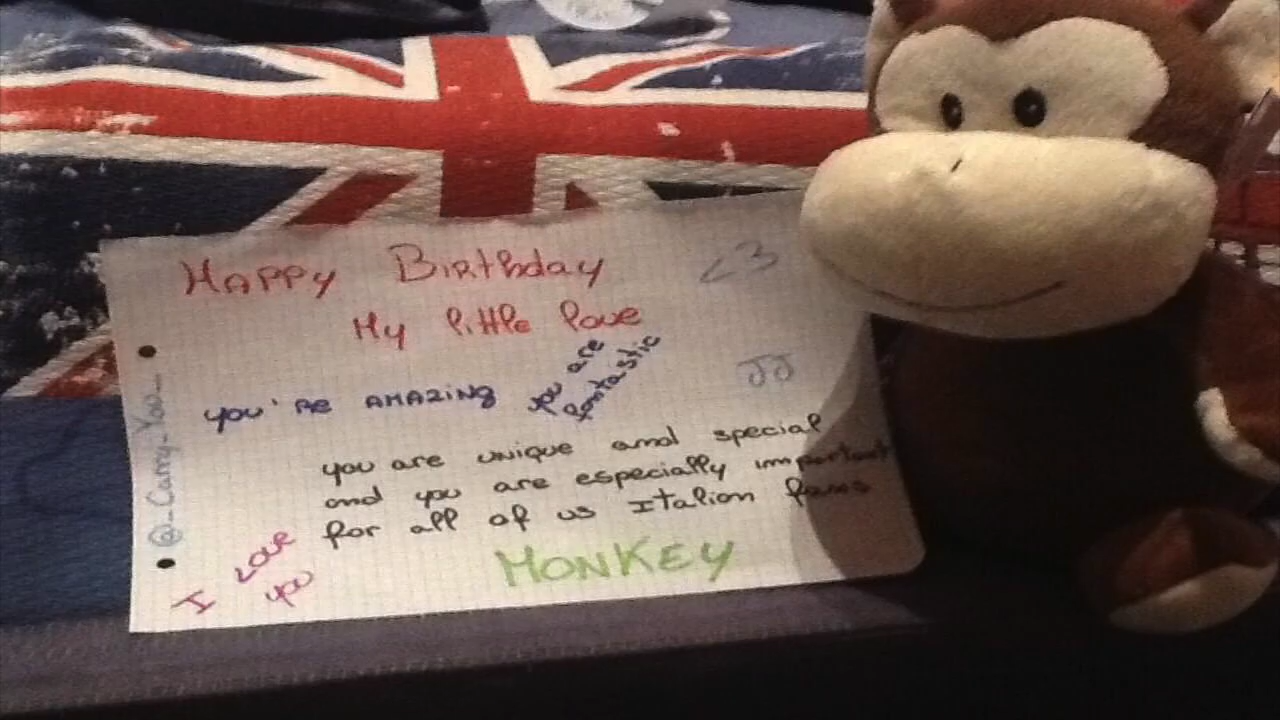 Happy Birthday <3
My little love
you're AMAZING you are fantastic
JJ
you are unique and special
and you are especially important
for all of us Italian fans
I Love you
MONKEY
@_Carry_You_